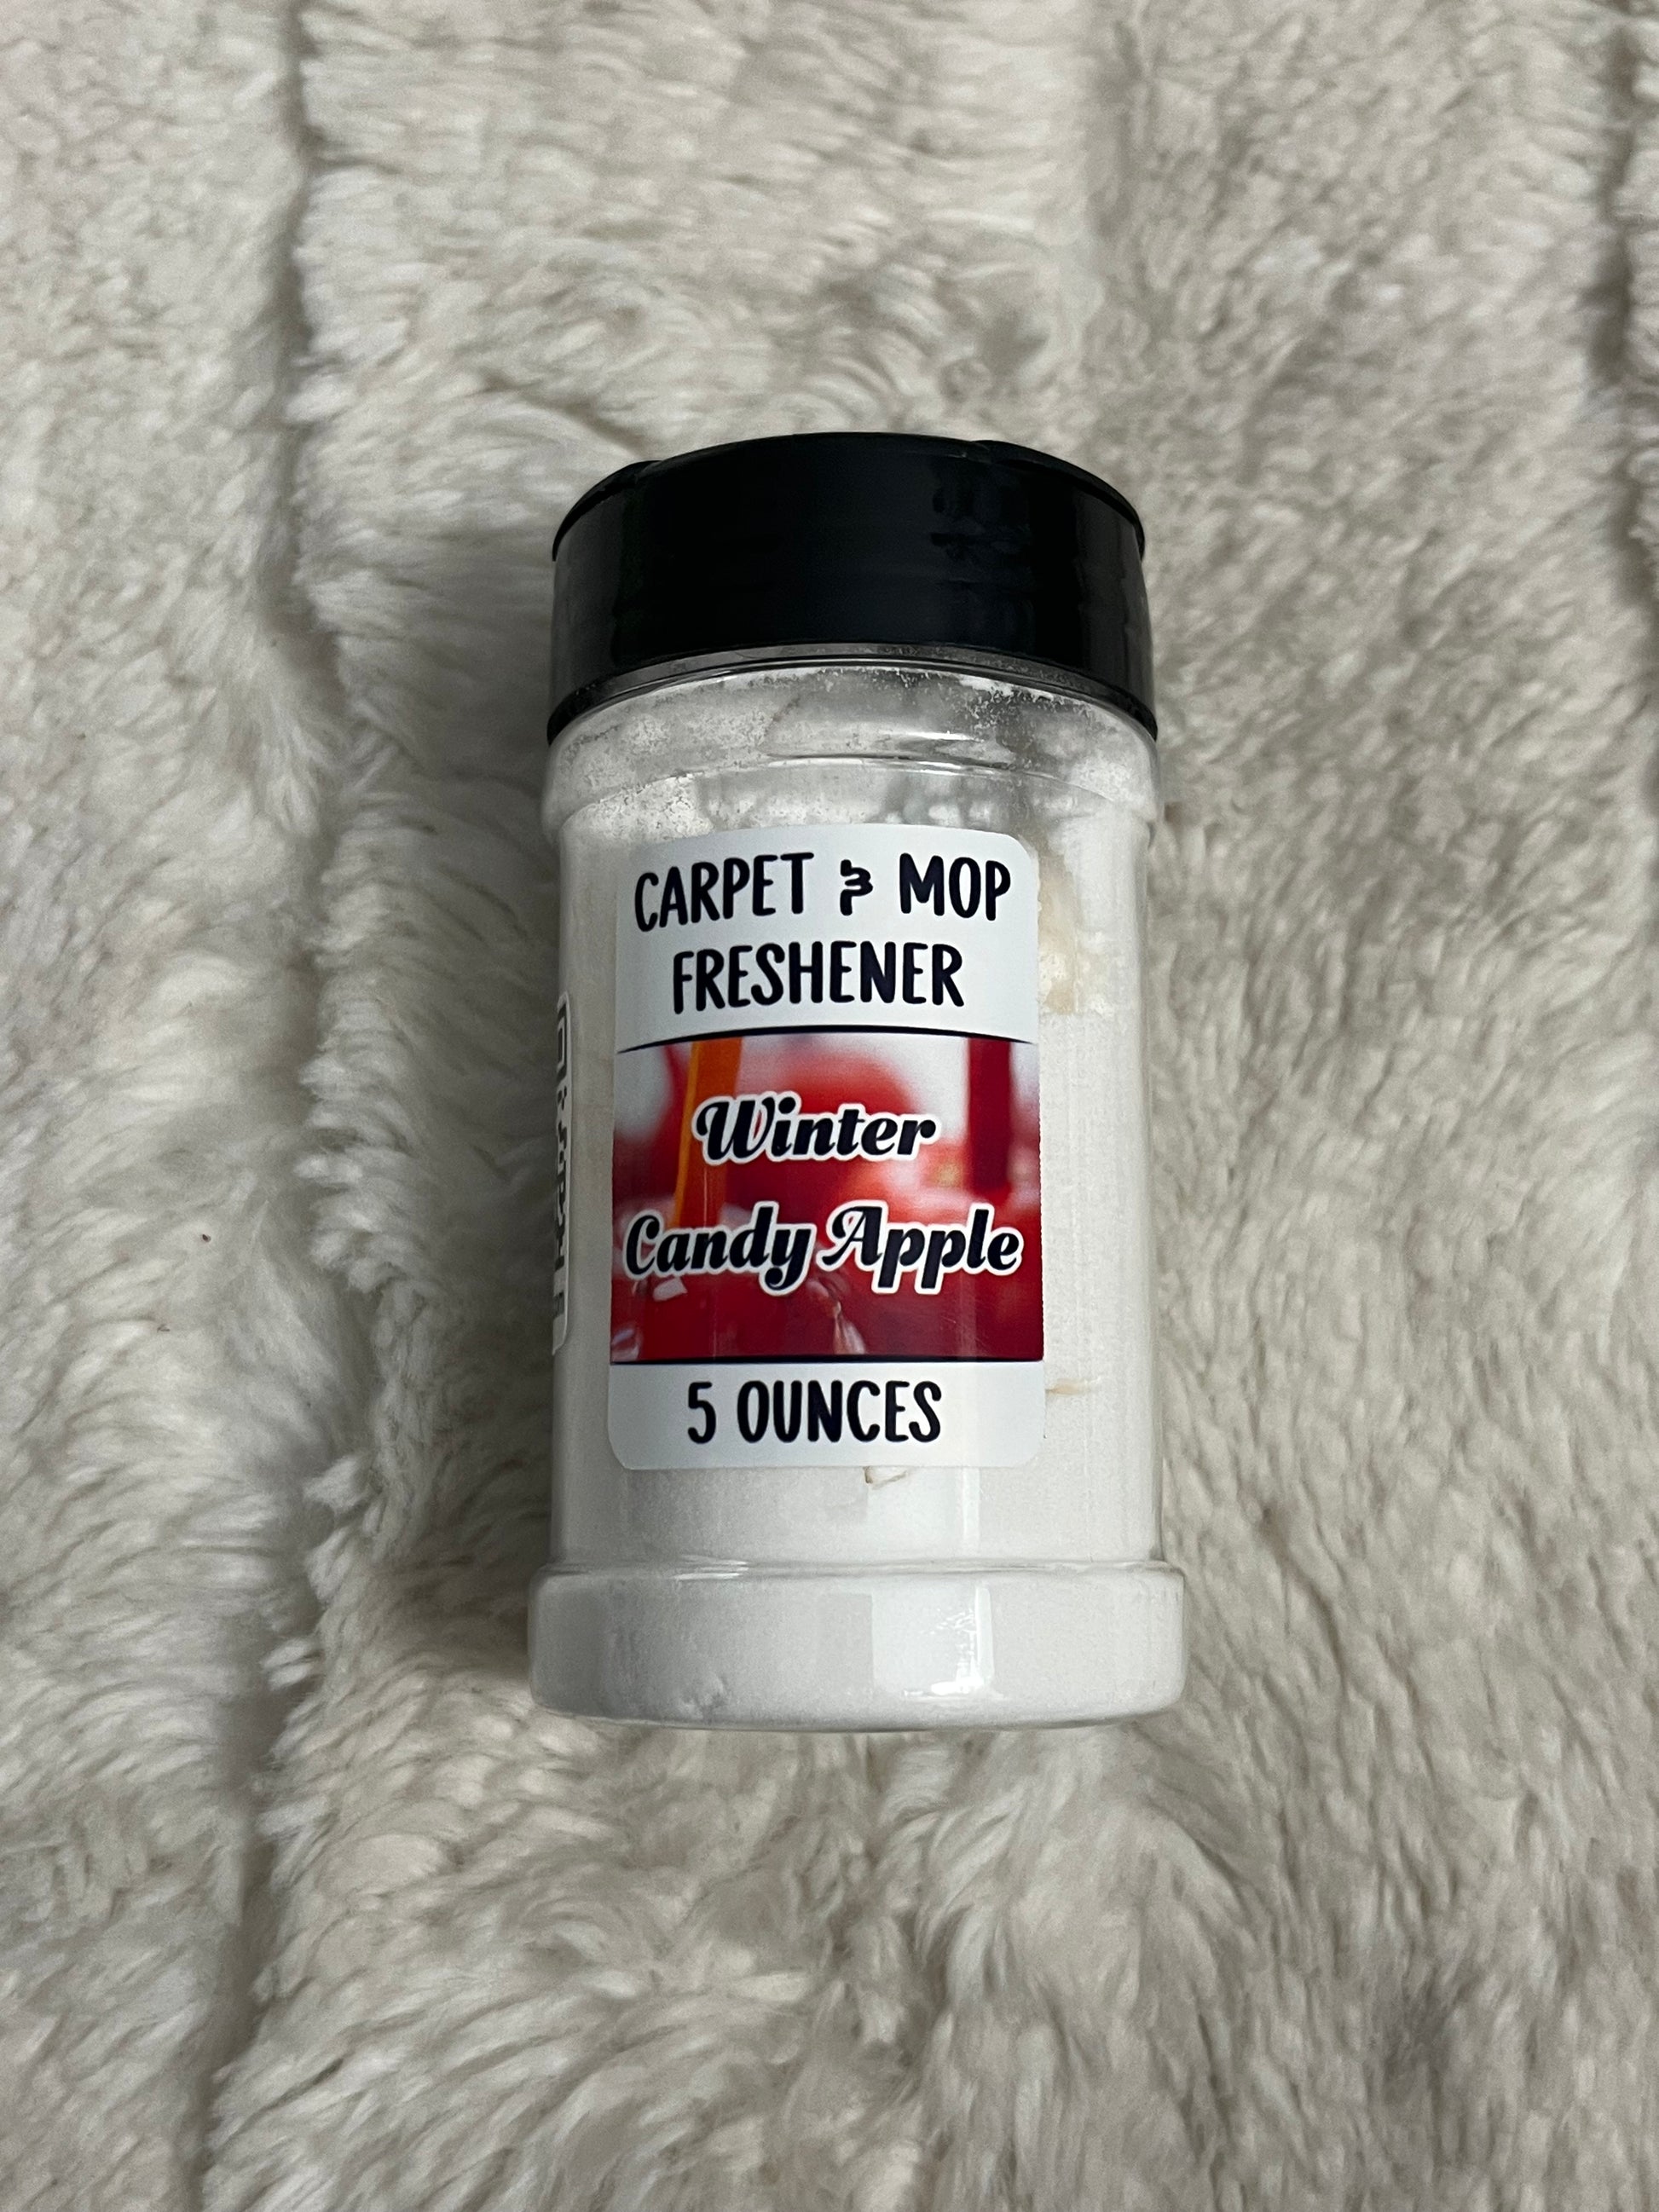 CARPET & MOP
FRESHENER
Winter
Candy Apple
5 OUNCES